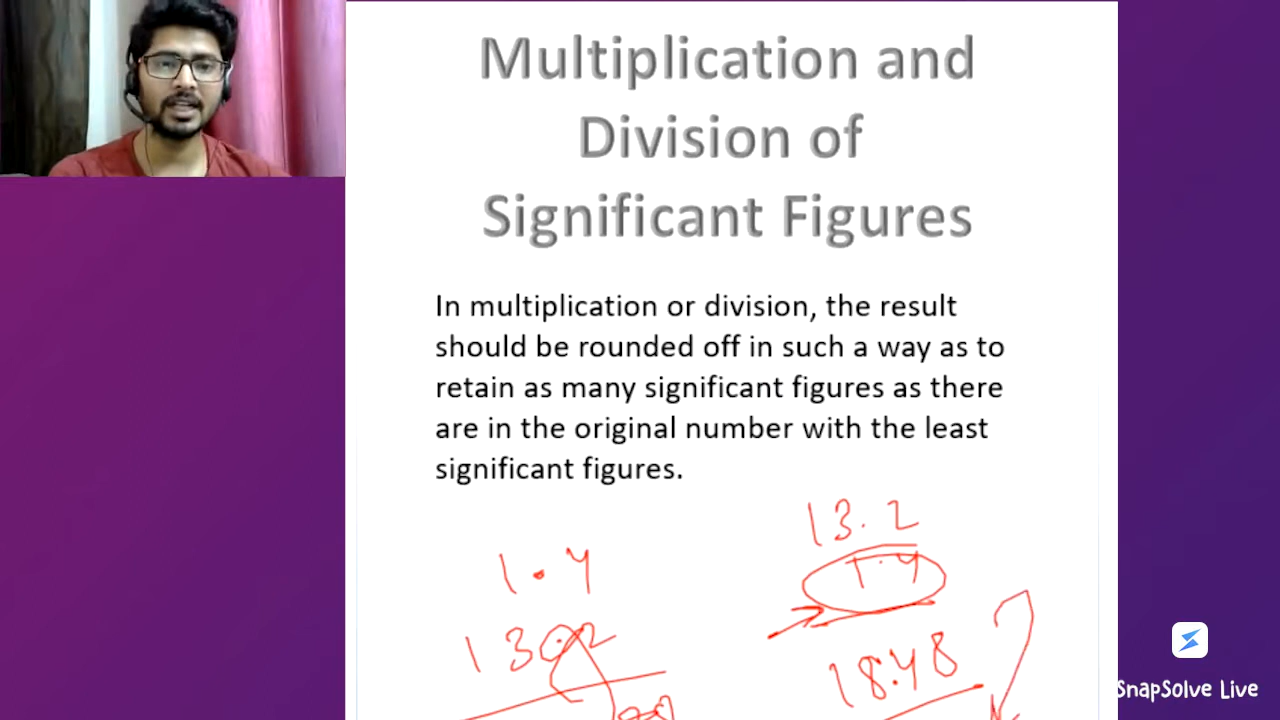 Multiplication and
Division of
Significant Figures
In multiplication or division, the result
should be rounded off in such a way as to
retain as many significant figures as there
are in the original number with the least
significant figures.
13.2
1.4
1.4
13.2
18.48
SnapSolve Live